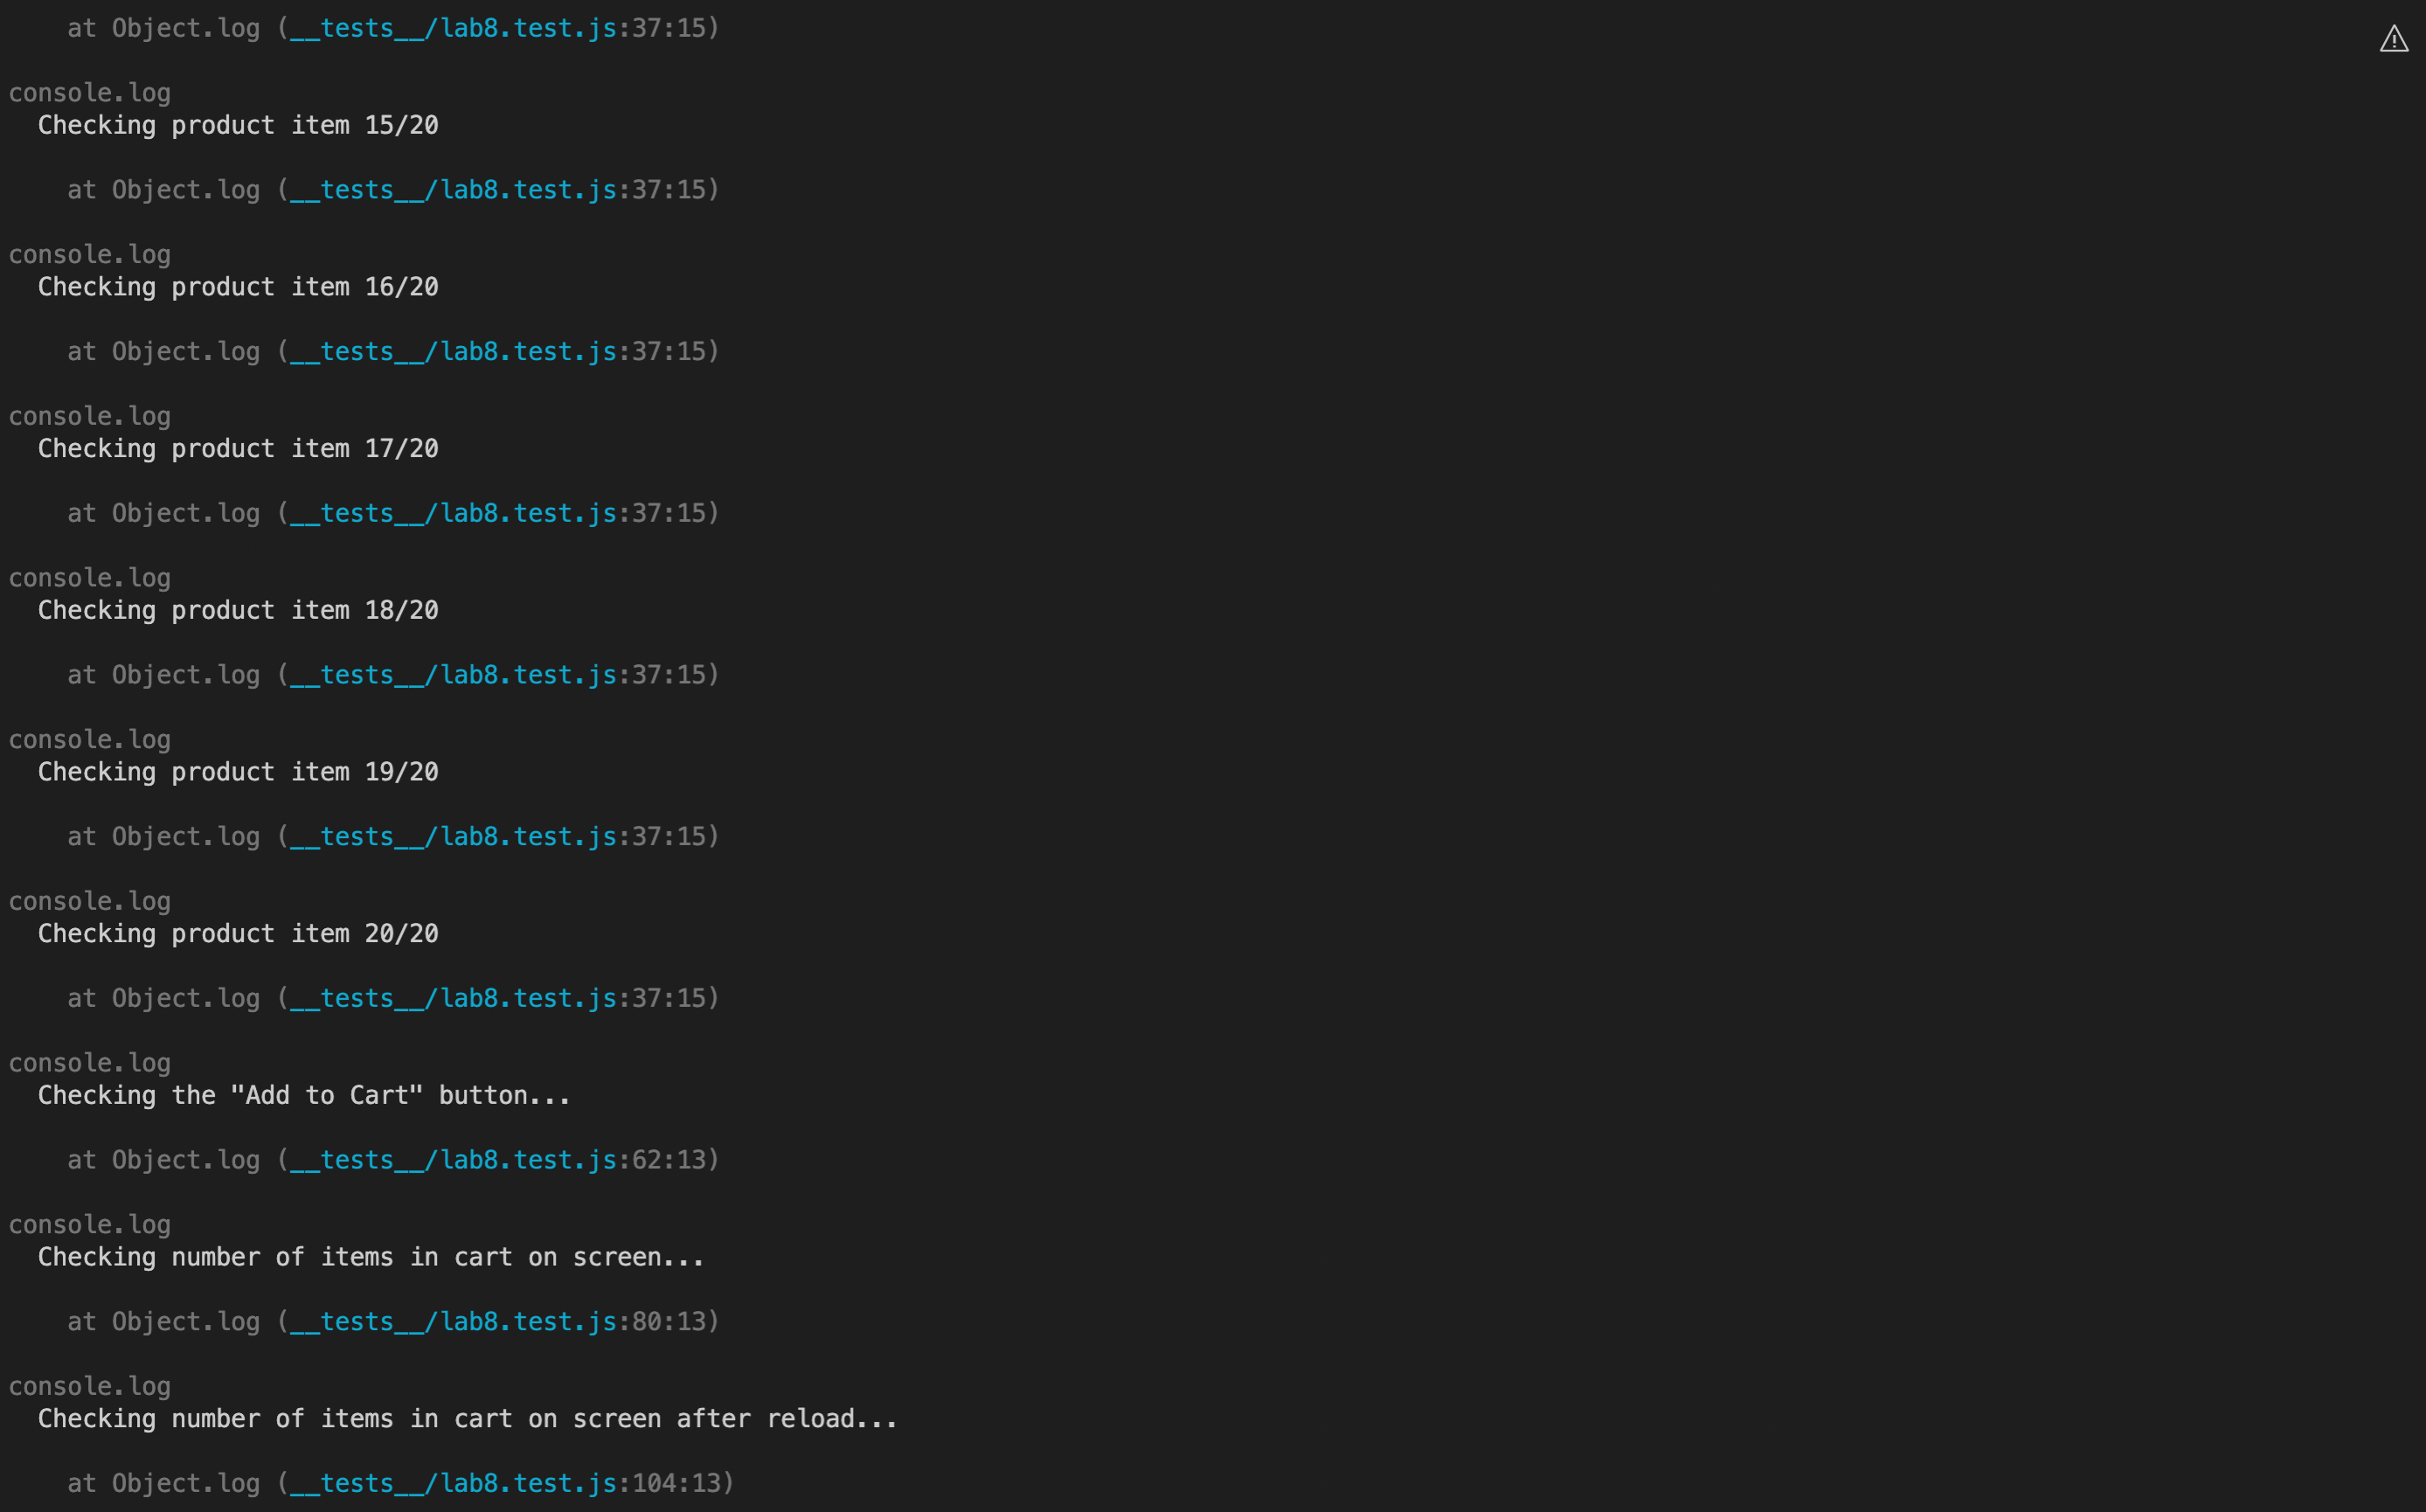 at Object.log (__tests__/lab8.test.js:37:15)
console.log
Checking product item 15/20
at Object.log (__tests__/lab8.test.js:37:15)
console.log
Checking product item 16/20
at Object.log (__tests__/lab8.test.js:37:15)
console.log
Checking product item 17/20
at Object.log (__tests__/lab8.test.js:37:15)
console.log
Checking product item 18/20
at Object.log (__tests__/lab8.test.js:37:15)
console.log
Checking product item 19/20
at Object.log (__tests__/lab8.test.js:37:15)
console.log
Checking product item 20/20
at Object.log (__tests__/lab8.test.js:37:15)
console.log
Checking the "Add to Cart" button...
at Object.log (__tests__/lab8.test.js:62:13)
console.log
Checking number of items in cart on screen...
at Object.log (__tests__/lab8.test.js:80:13)
console.log
Checking number of items in cart on screen after reload...
at Object.log (__tests__/lab8.test.js:104:13)